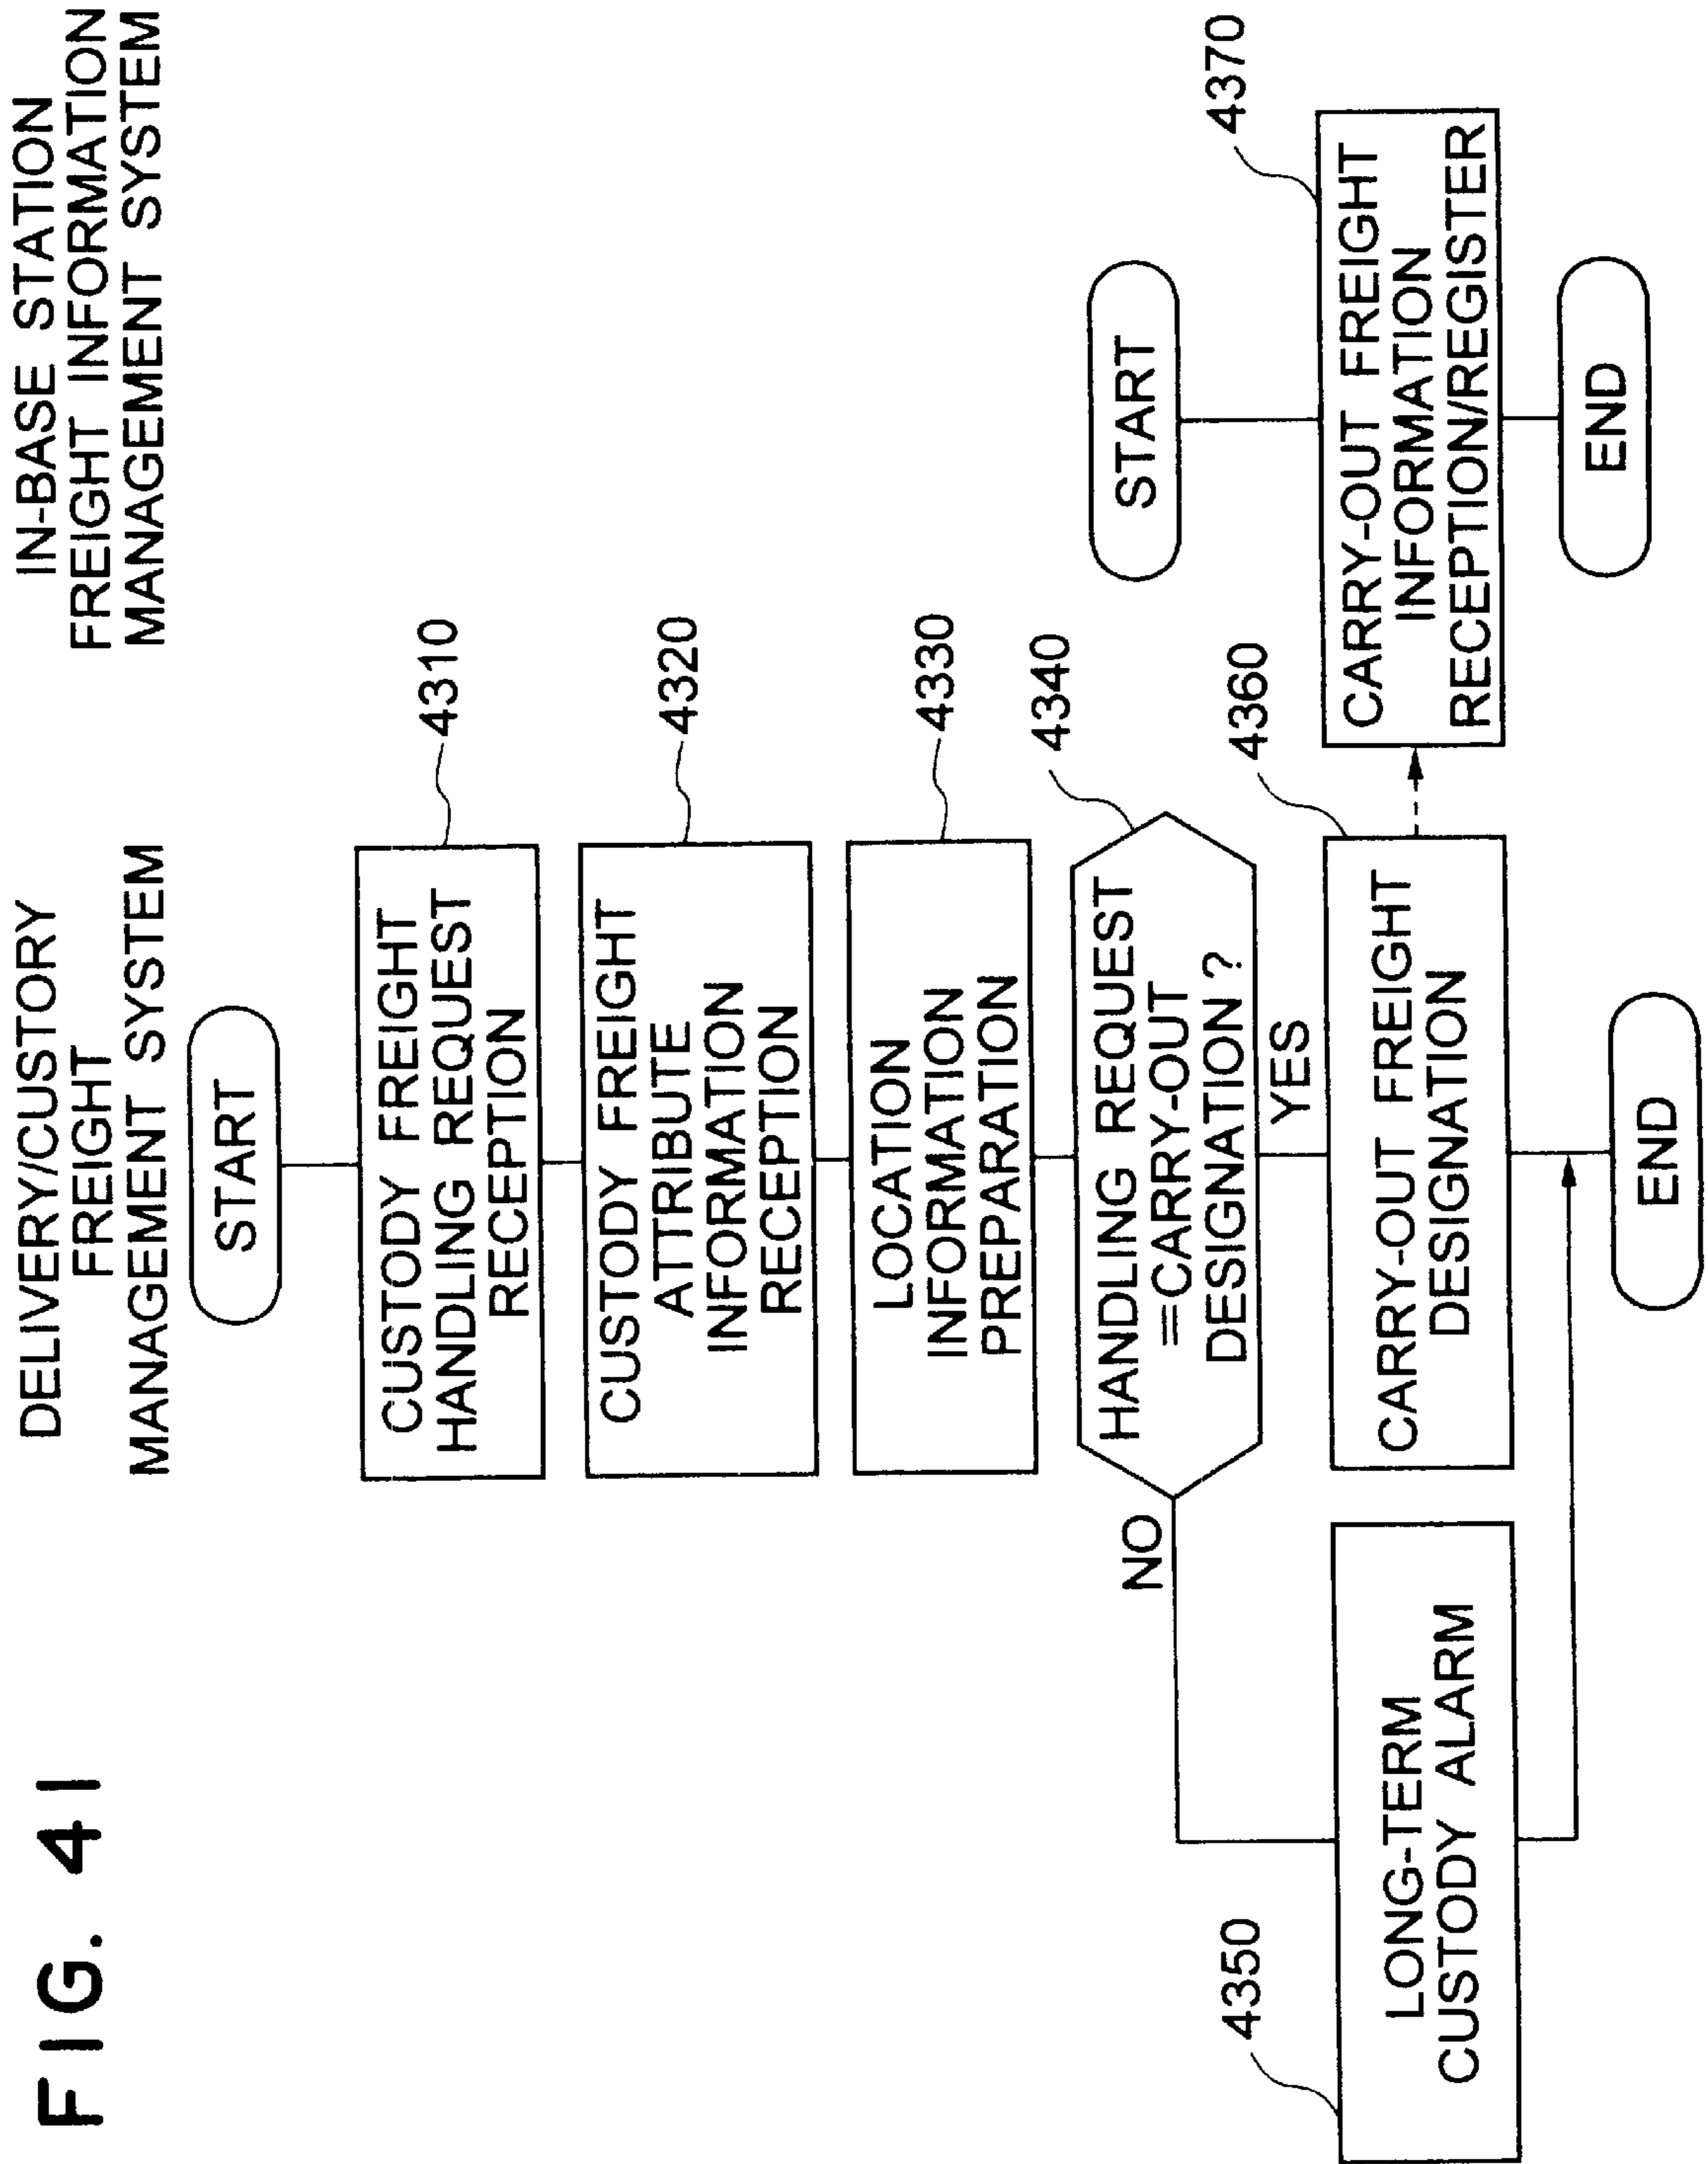 FIG. 41
DELIVERY/CUSTORY
FREIGHT
MANAGEMENT SYSTEM
IN-BASE STATION
FREIGHT INFORMATION
MANAGEMENT SYSTEM
START
4310
CUSTODY FREIGHT
HANDLING REQUEST
RECEPTION
4320
CUSTODY FREIGHT
ATTRIBUTE
INFORMATION
RECEPTION
4330
LOCATION
INFORMATION
PREPARATION
4340
HANDLING REQUEST
=CARRY-OUT
DESIGNATION ?
NO
YES
4350
LONG-TERM
CUSTODY ALARM
4360
CARRY-OUT FREIGHT
DESIGNATION
END
START
4370
CARRY-OUT FREIGHT
INFORMATION
RECEPTION/REGISTER
END